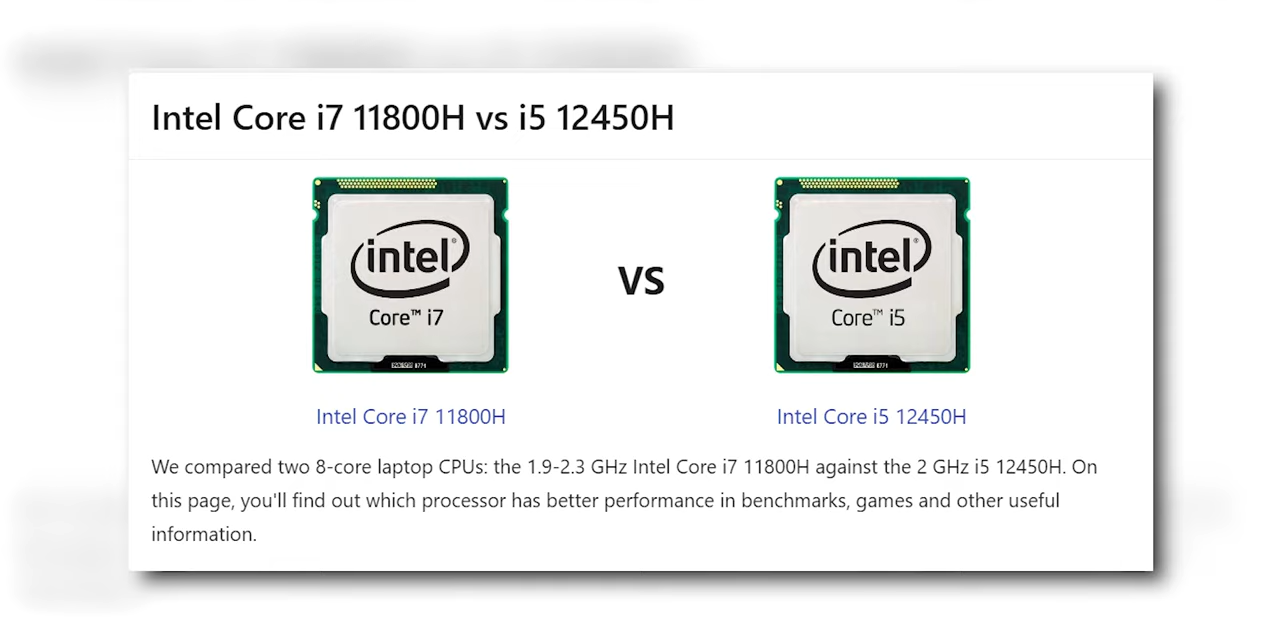 Intel Core i7 11800H vs i5 12450H
intel®
Core™ i7
VS
intel®
Core™ i5
Intel Core i7 11800H
Intel Core i5 12450H
We compared two 8-core laptop CPUs: the 1.9-2.3 GHz Intel Core i7 11800H against the 2 GHz i5 12450H. On
this page, you'll find out which processor has better performance in benchmarks, games and other useful
information.